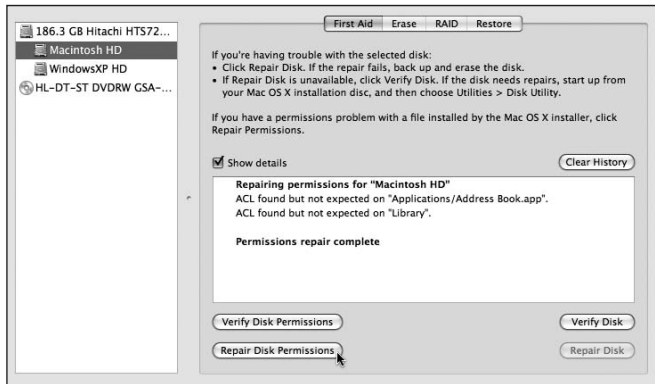 186.3 GB Hitachi HTS72...
Macintosh HD
WindowsXP HD
HL-DT-ST DVDRW GSA-...
First Aid Erase RAID Restore
If you're having trouble with the selected disk:
• Click Repair Disk. If the repair fails, back up and erase the disk.
• If Repair Disk is unavailable, click Verify Disk. If the disk needs repairs, start up from
your Mac OS X installation disc, and then choose Utilities > Disk Utility.
If you have a permissions problem with a file installed by the Mac OS X installer, click
Repair Permissions.
Show details
Clear History
Repairing permissions for "Macintosh HD"
ACL found but not expected on "Applications/Address Book.app".
ACL found but not expected on "Library".
Permissions repair complete
Verify Disk Permissions
Verify Disk
Repair Disk Permissions
Repair Disk